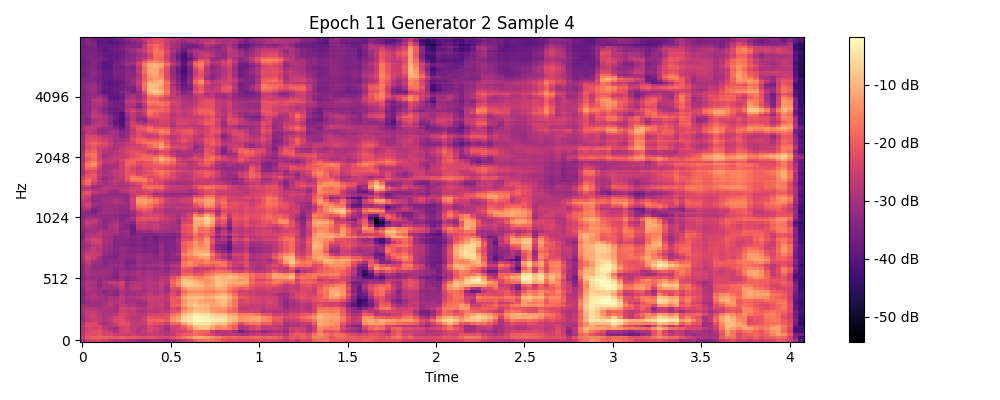 Epoch 11 Generator 2 Sample 4
Hz
4096
2048
1024
512
0
0 0.5 1 1.5 2 2.5 3 3.5 4
Time
-10 dB
-20 dB
-30 dB
-40 dB
-50 dB